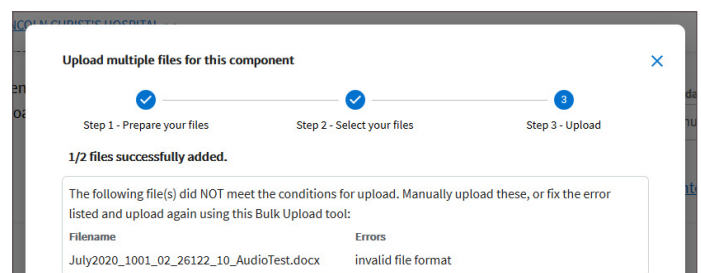 LINCOLN CHRIST'S HOSPITAL
Upload multiple files for this component
3
Step 1 - Prepare your files
Step 2 - Select your files
Step 3 - Upload
1/2 files successfully added.
The following file(s) did NOT meet the conditions for upload. Manually upload these, or fix the error
listed and upload again using this Bulk Upload tool:
Filename Errors
July2020_1001_02_26122_10_AudioTest.docx invalid file format